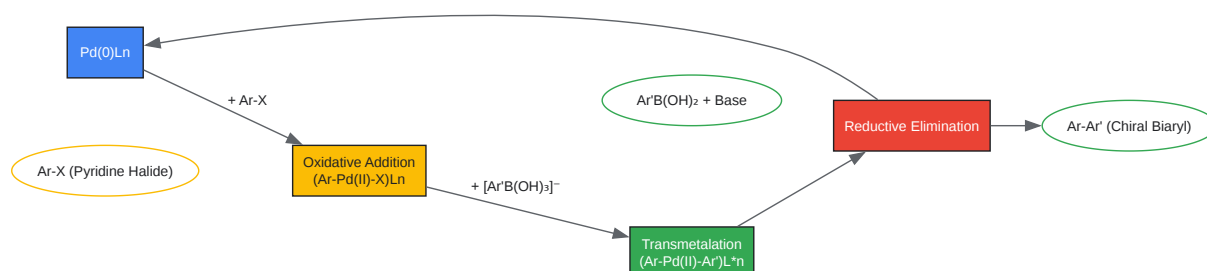 Pd(0)Ln
+ Ar-X
Ar'B(OH)₂ + Base
Reductive Elimination
Ar-Ar' (Chiral Biaryl)
Ar-X (Pyridine Halide)
Oxidative Addition
(Ar-Pd(II)-X)Ln
+ [Ar'B(OH)₃]⁻
Transmetalation
(Ar-Pd(II)-Ar')L*n